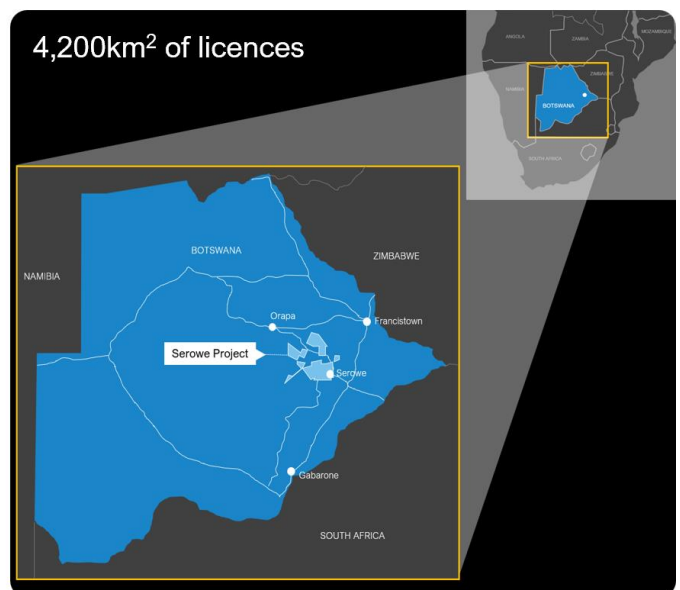 4,200km² of licences
ANGOLA
ZAMBIA
MOZAMBIQUE
NAMIBIA
ZIMBABWE
BOTSWANA
SOUTH AFRICA
BOTSWANA
ZIMBABWE
NAMIBIA
Orapa
Francistown
Serowe Project
Serowe
Gabarone
SOUTH AFRICA